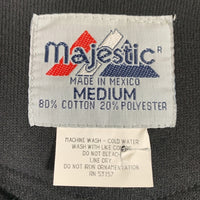 Majestic®
MADE IN MEXICO
MEDIUM
80% COTTON 20% POLYESTER
MACHINE WASH - COLD WATER
WASH WITH LIKE COLORS
DO NOT BLEACH
LINE DRY
DO NOT IRON ORNAMENTATION
RN 53157